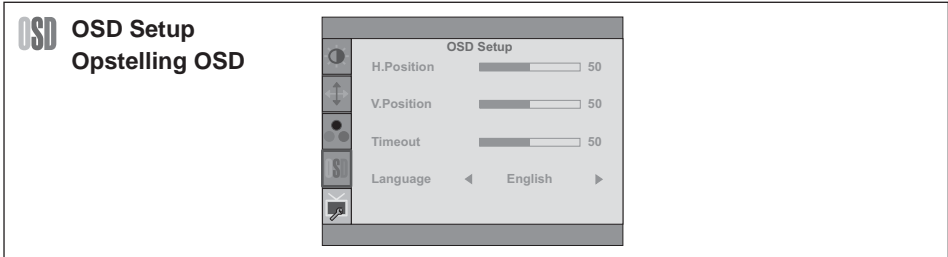 OSD
OSD Setup
Opstelling OSD
OSD Setup
H.Position 50
V.Position 50
Timeout 50
OSD
Language English